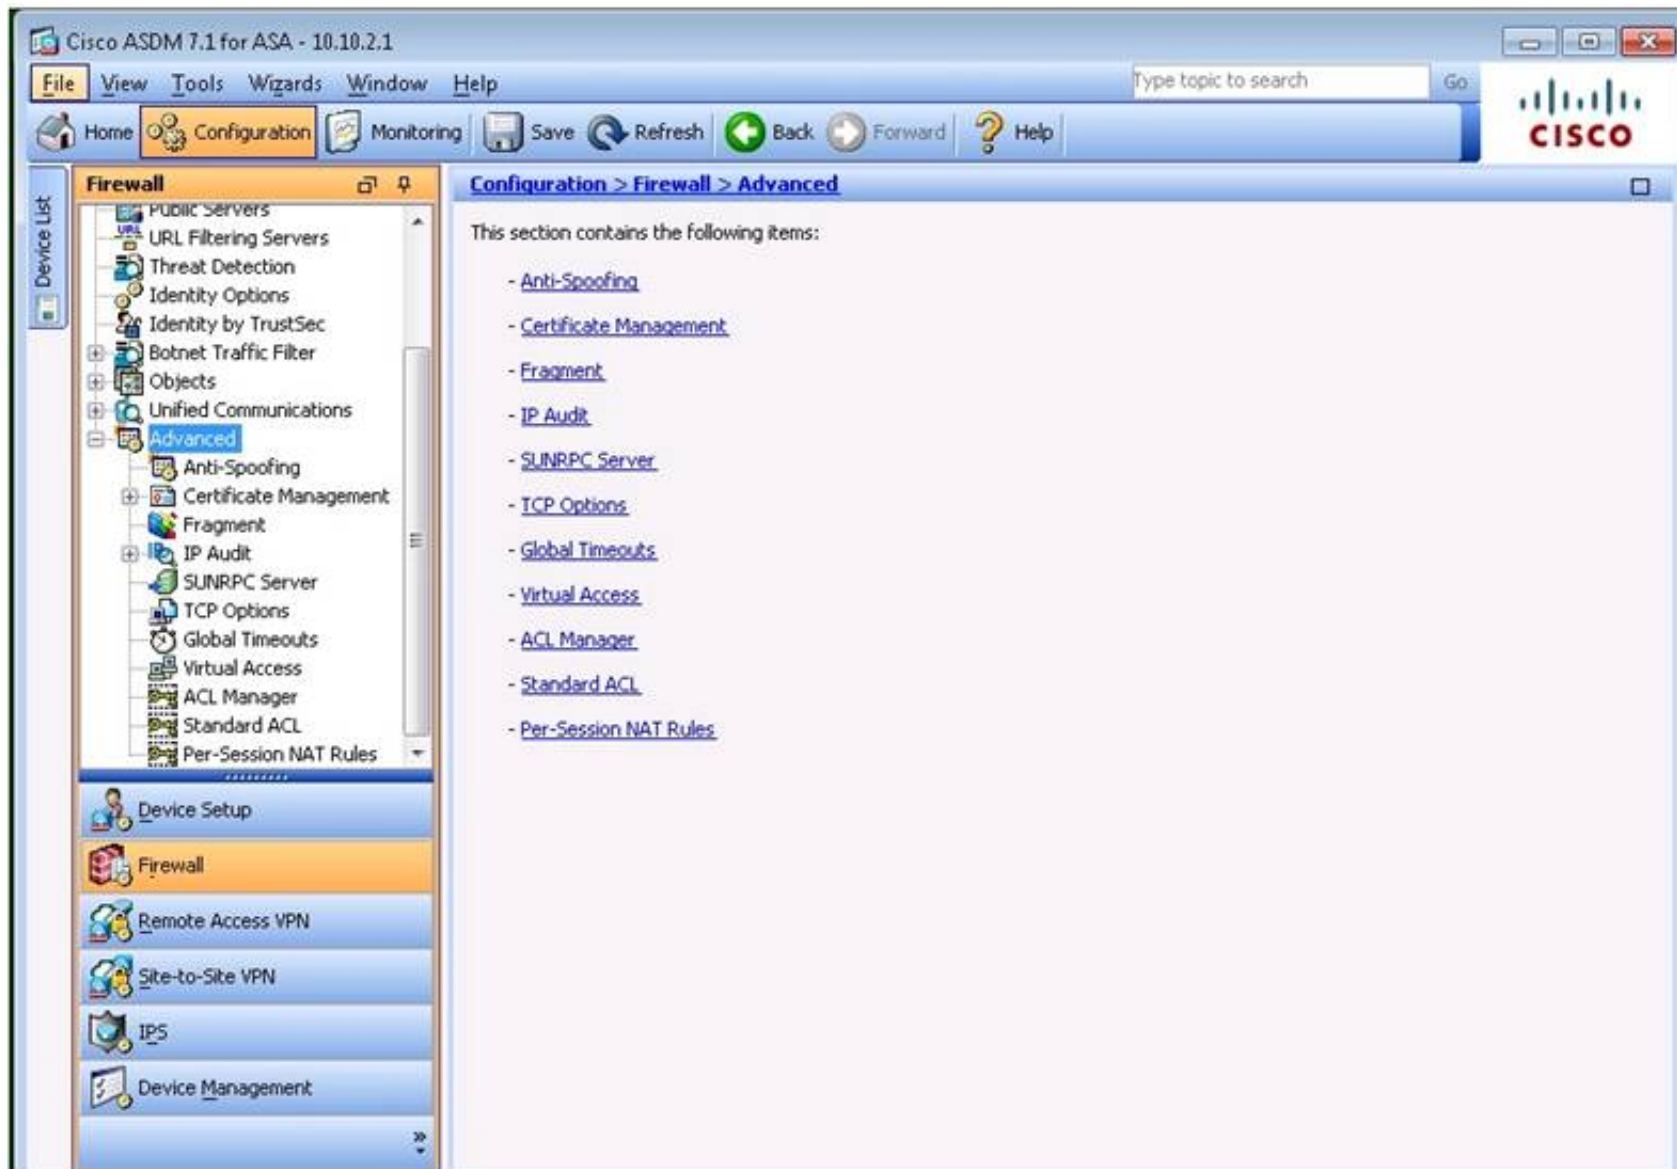 Cisco ASDM 7.1 for ASA - 10.10.2.1
File View Tools Wizards Window Help
Type topic to search Go
Home Configuration Monitoring Save Refresh Back Forward Help
CISCO
Device List
Firewall
Public Servers
URL Filtering Servers
Threat Detection
Identity Options
Identity by TrustSec
Botnet Traffic Filter
Objects
Unified Communications
Advanced
Anti-Spoofing
Certificate Management
Fragment
IP Audit
SUNRPC Server
TCP Options
Global Timeouts
Virtual Access
ACL Manager
Standard ACL
Per-Session NAT Rules
Device Setup
Firewall
Remote Access VPN
Site-to-Site VPN
IPS
Device Management
Configuration > Firewall > Advanced
This section contains the following items:
- Anti-Spoofing
- Certificate Management
- Fragment
- IP Audit
- SUNRPC Server
- TCP Options
- Global Timeouts
- Virtual Access
- ACL Manager
- Standard ACL
- Per-Session NAT Rules